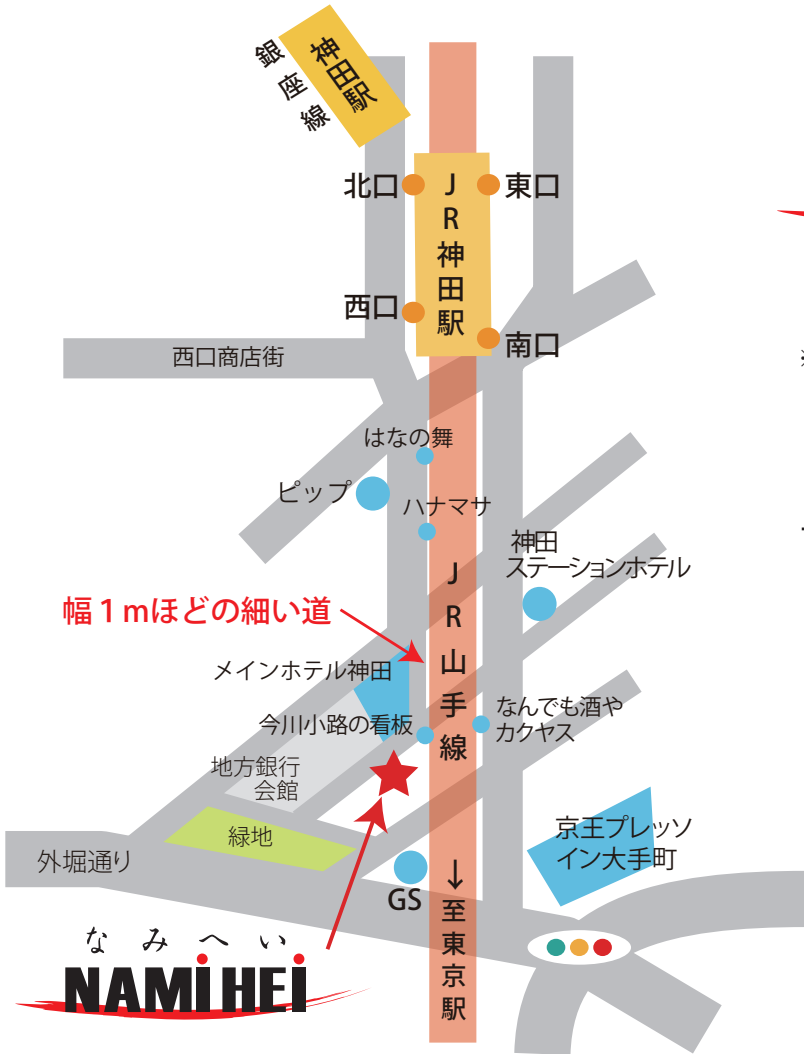 銀座線
神田駅
北口
東口
JR神田駅
西口
南口
西口商店街
はなの舞
ピップ
ハナマサ
神田
ステーションホテル
JR山手線
幅1mほどの細い道
メインホテル神田
なんでも酒や
カクヤス
今川小路の看板
地方銀行
会館
緑地
京王プレッソ
イン大手町
外堀通り
GS
↓至東京駅
なみへい
NAMiHEi